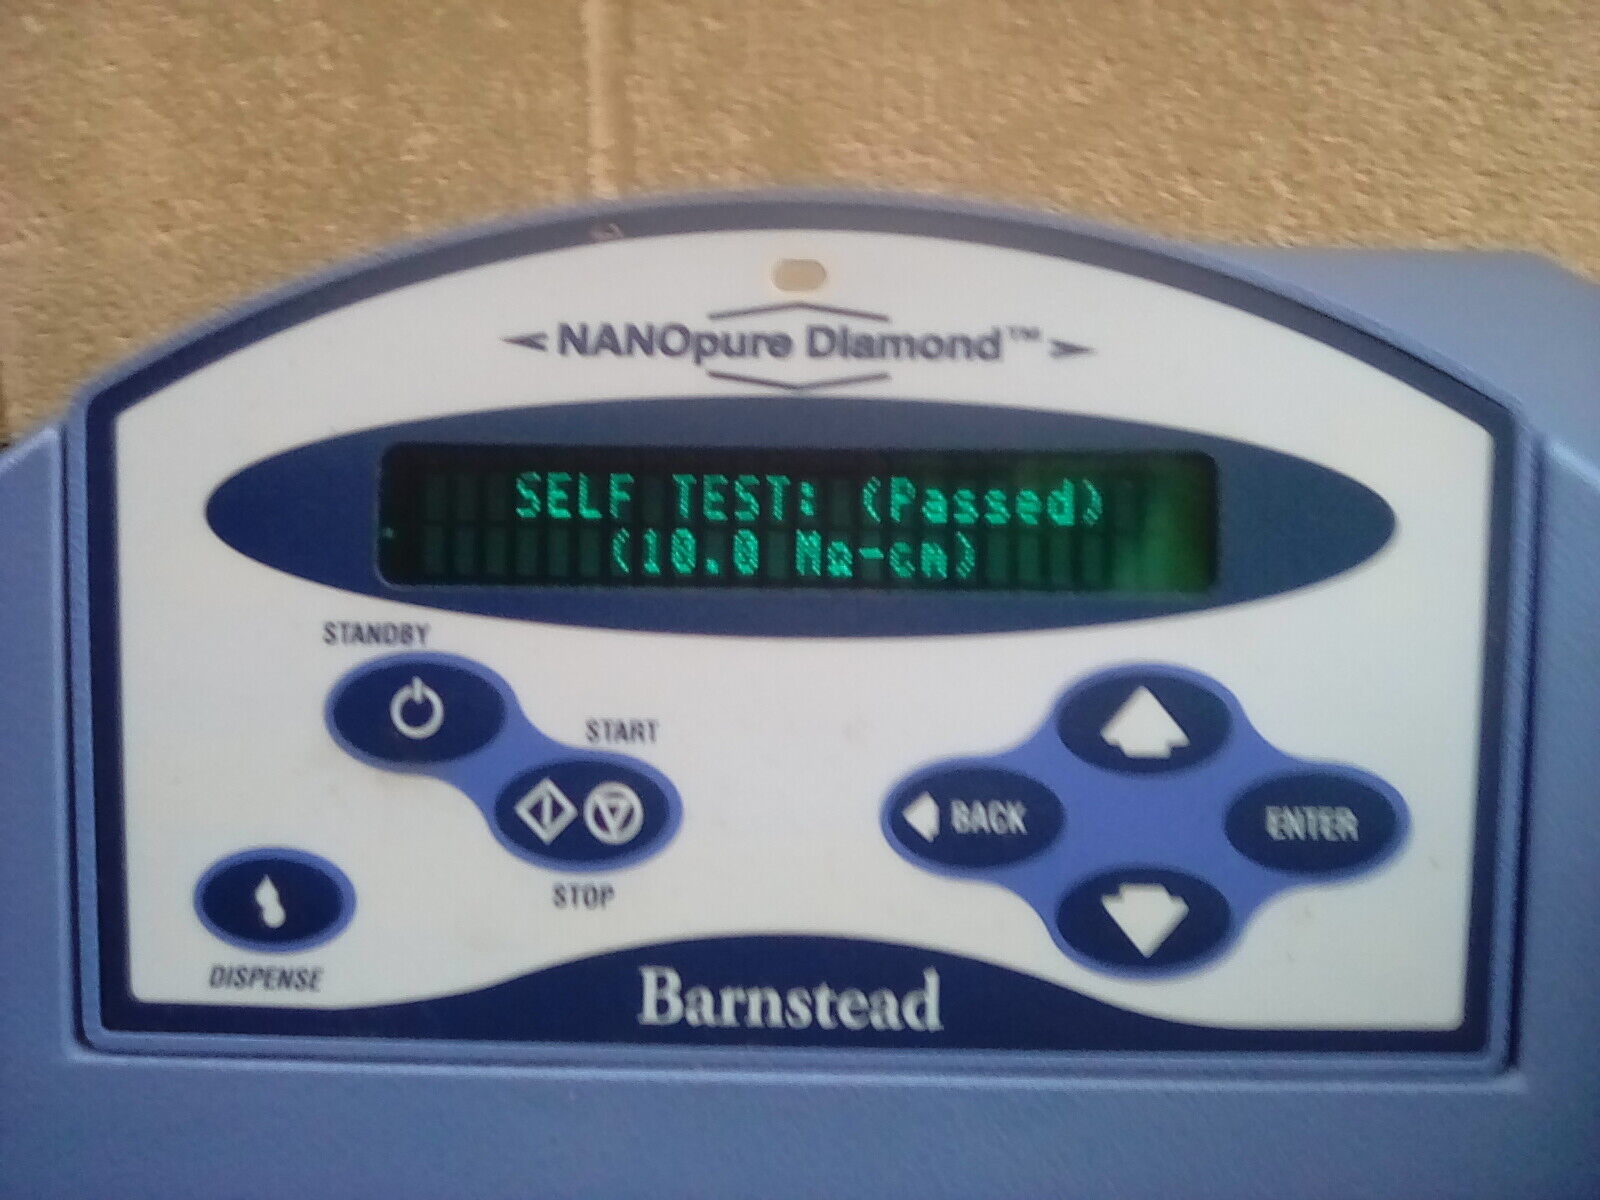 NANOpure Diamond™
SELF TEST: (Passed)
(10.0 MΩ-cm)
STANDBY
START
STOP
DISPENSE
BACK
ENTER
Barnstead